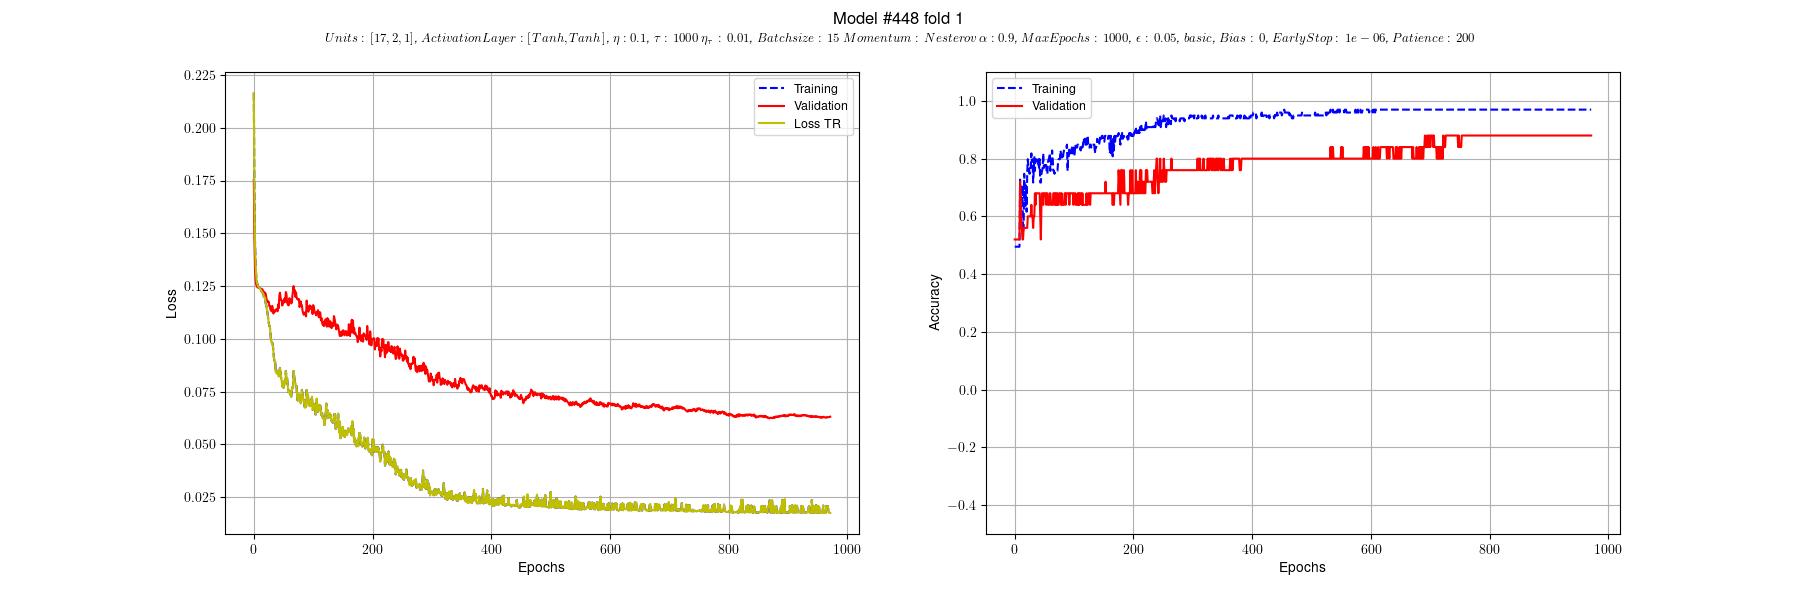 Model #448 fold 1
Units : [17, 2, 1], ActivationLayer : [Tanh, Tanh], η : 0.1, τ : 1000 ητ : 0.01, Batchsize : 15 Momentum : Nesterov α : 0.9, MaxEpochs : 1000, ϵ : 0.05, basic, Bias : 0, EarlyStop : 1e − 06, Patience : 200
0.225
0.200
0.175
0.150
0.125
0.100
0.075
0.050
0.025
Loss
0 200 400 600 800 1000
Epochs
Training
Validation
Loss TR
1.0
0.8
0.6
0.4
0.2
0.0
−0.2
−0.4
Accuracy
0 200 400 600 800 1000
Epochs
Training
Validation